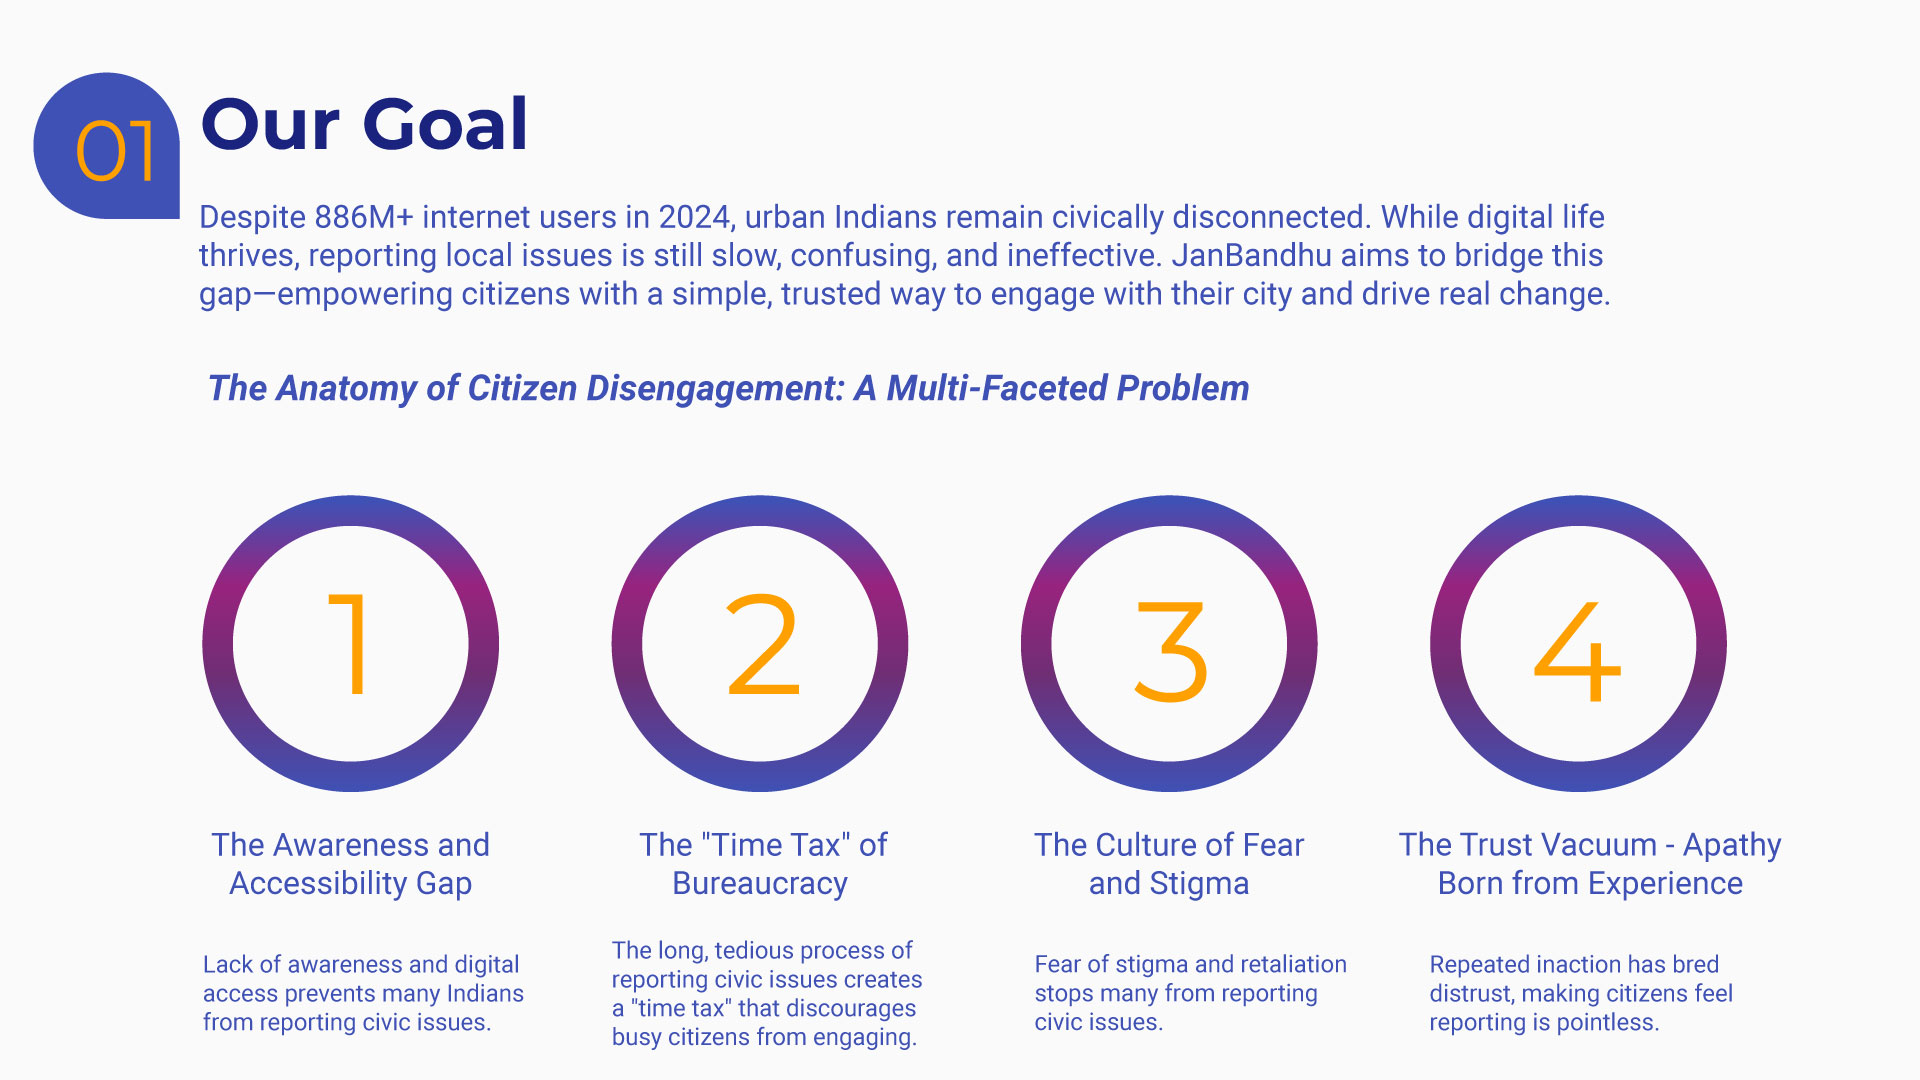 01
Our Goal
Despite 886M+ internet users in 2024, urban Indians remain civically disconnected. While digital life
thrives, reporting local issues is still slow, confusing, and ineffective. JanBandhu aims to bridge this
gap—empowering citizens with a simple, trusted way to engage with their city and drive real change.
The Anatomy of Citizen Disengagement: A Multi-Faceted Problem
1
The Awareness and
Accessibility Gap
Lack of awareness and digital
access prevents many Indians
from reporting civic issues.
2
The "Time Tax" of
Bureaucracy
The long, tedious process of
reporting civic issues creates
a "time tax" that discourages
busy citizens from engaging.
3
The Culture of Fear
and Stigma
Fear of stigma and retaliation
stops many from reporting
civic issues.
4
The Trust Vacuum - Apathy
Born from Experience
Repeated inaction has bred
distrust, making citizens feel
reporting is pointless.